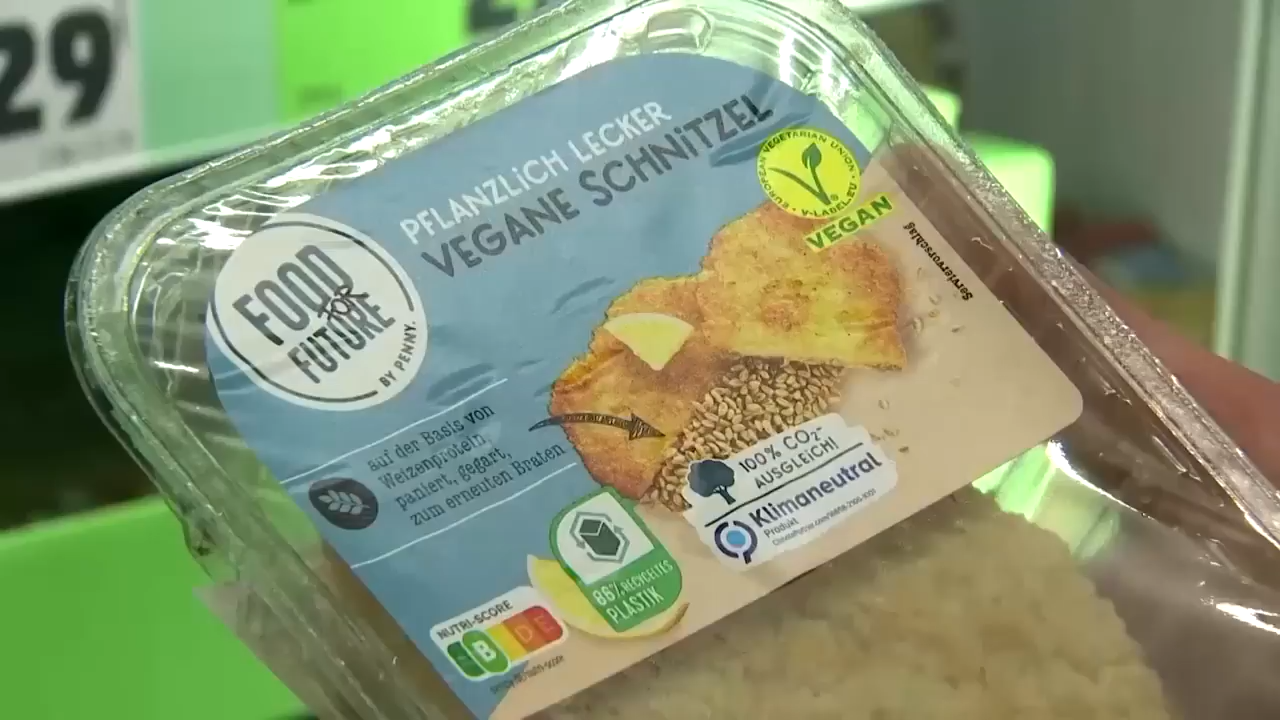 29
PFLANZLiCH LECKER
VEGANE SCHNiTZEL
EUROPEAN VEGETARIAN UNION
V-LABEL.EU
VEGAN
Serviervorschlag
FOOD
FOR
FUTURE
BY PENNY.
auf der Basis von
Weizenprotein,
paniert, gegart,
zum erneuten Braten
100 % CO₂-
AUSGLEiCH!
Klimaneutral
Produkt
86% RECYCELTES
PLASTIK
NUTRI-SCORE
B D E